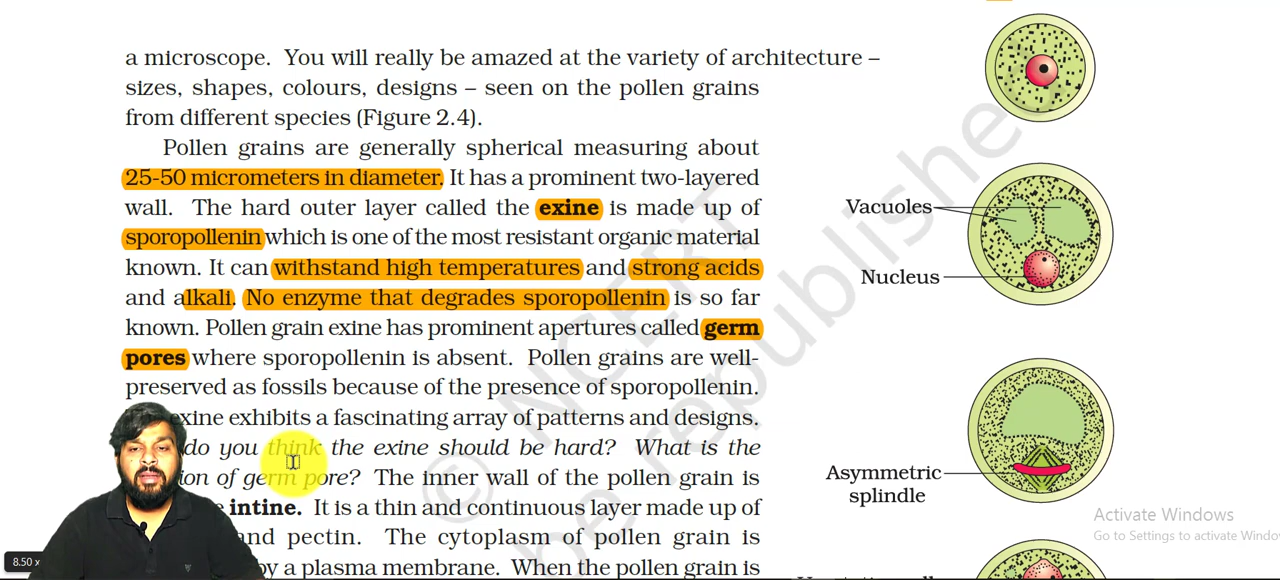 a microscope. You will really be amazed at the variety of architecture –
sizes, shapes, colours, designs – seen on the pollen grains
from different species (Figure 2.4).
Pollen grains are generally spherical measuring about
25-50 micrometers in diameter. It has a prominent two-layered
wall. The hard outer layer called the exine is made up of
sporopollenin which is one of the most resistant organic material
known. It can withstand high temperatures and strong acids
and alkali. No enzyme that degrades sporopollenin is so far
known. Pollen grain exine has prominent apertures called germ
pores where sporopollenin is absent. Pollen grains are well-
preserved as fossils because of the presence of sporopollenin.
exine exhibits a fascinating array of patterns and designs.
do you think the exine should be hard? What is the
tion of germ pore? The inner wall of the pollen grain is
intine. It is a thin and continuous layer made up of
and pectin. The cytoplasm of pollen grain is
by a plasma membrane. When the pollen grain is
Vacuoles
Nucleus
Asymmetric
splindle
© NCERT
be republishe
Activate Windows
Go to Settings to activate Window
8.50 x